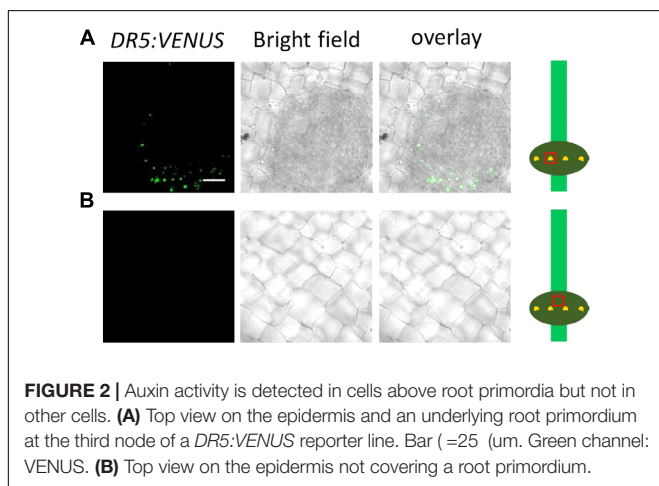 A DR5:VENUS Bright field overlay
B
FIGURE 2 | Auxin activity is detected in cells above root primordia but not in
other cells. (A) Top view on the epidermis and an underlying root primordium
at the third node of a DR5:VENUS reporter line. Bar ( =25 (um. Green channel:
VENUS. (B) Top view on the epidermis not covering a root primordium.